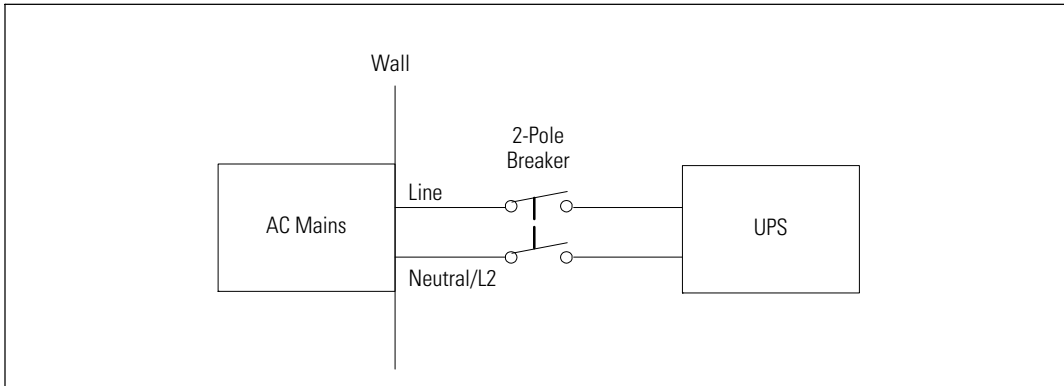 Wall
2-Pole
Breaker
Line
AC Mains
UPS
Neutral/L2